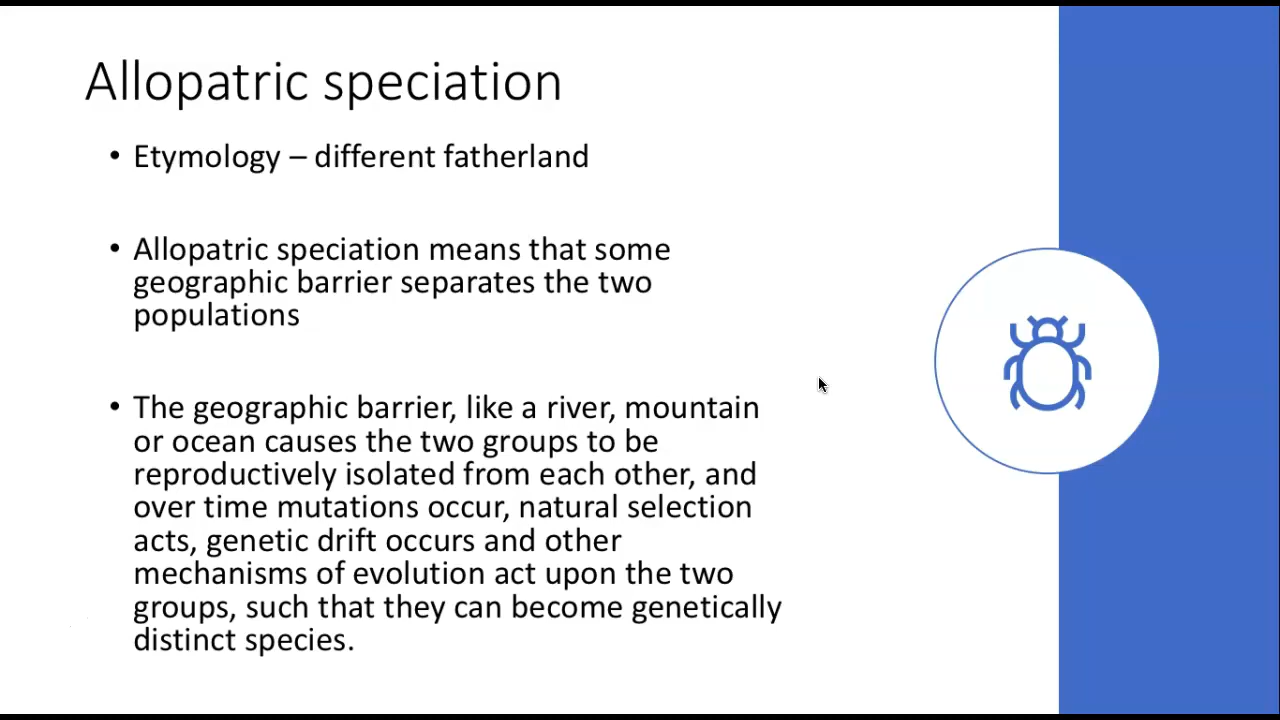 Allopatric speciation
• Etymology – different fatherland
• Allopatric speciation means that some
geographic barrier separates the two
populations
• The geographic barrier, like a river, mountain
or ocean causes the two groups to be
reproductively isolated from each other, and
over time mutations occur, natural selection
acts, genetic drift occurs and other
mechanisms of evolution act upon the two
groups, such that they can become genetically
distinct species.